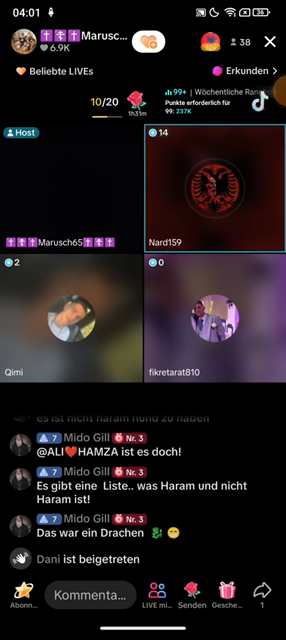 04:01
36
✝️✝️✝️Marusc...
6.9K
38
Beliebte LIVEs
Erkunden >
10/20
1h31m
99+ | Wöchentliche Rang
Punkte erforderlich für
99: 237K
Host
14
✝️✝️✝️Marusch65✝️✝️✝️
Nard159
2
0
Qimi
fikretarat810
es ist nicht haram hund zu haben
7 Mido Gill Nr. 3
@ALI❤️HAMZA ist es doch!
7 Mido Gill Nr. 3
Es gibt eine Liste.. was Haram und nicht
Haram ist!
7 Mido Gill Nr. 3
Das war ein Drachen 🐉 😁
Dani ist beigetreten
Kommenta...
Abonn...
LIVE mi...
Senden
Gesche...
1